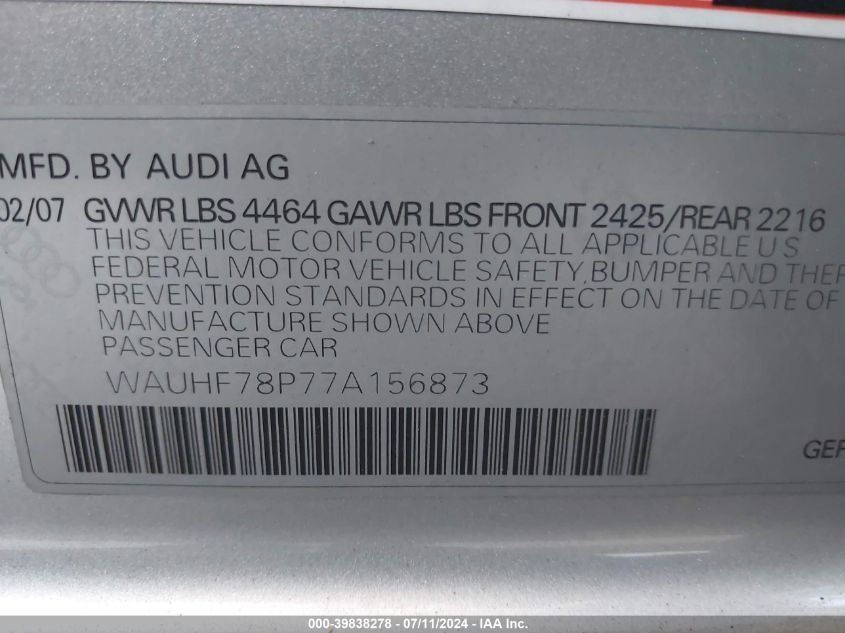 MFD. BY AUDI AG
02/07 GVWR LBS 4464 GAWR LBS FRONT 2425/REAR 2216
THIS VEHICLE CONFORMS TO ALL APPLICABLE U S
FEDERAL MOTOR VEHICLE SAFETY, BUMPER AND THEF
PREVENTION STANDARDS IN EFFECT ON THE DATE OF
MANUFACTURE SHOWN ABOVE
PASSENGER CAR
WAUHF78P77A156873
GER
000-39838278 - 07/11/2024 - IAA Inc.